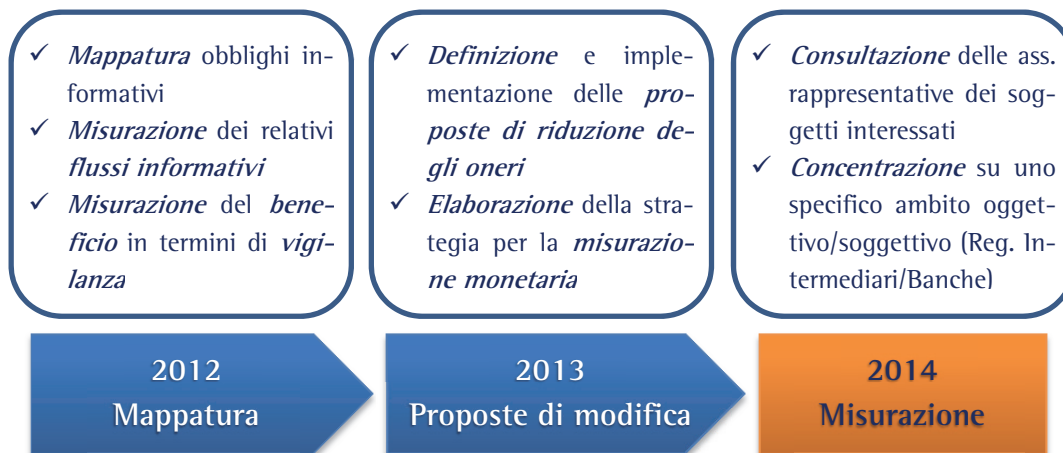 ✓ Mappatura obblighi in-
formativi
✓ Misurazione dei relativi
flussi informativi
✓ Misurazione del bene-
ficio in termini di vigi-
lanza
✓ Definizione e imple-
mentazione delle pro-
poste di riduzione de-
gli oneri
✓ Elaborazione della stra-
tegia per la misurazio-
ne monetaria
✓ Consultazione delle ass.
rappresentative dei sog-
getti interessati
✓ Concentrazione su uno
specifico ambito ogget-
tivo/soggettivo (Reg. In-
termediari/Banche)
2012
Mappatura
2013
Proposte di modifica
2014
Misurazione